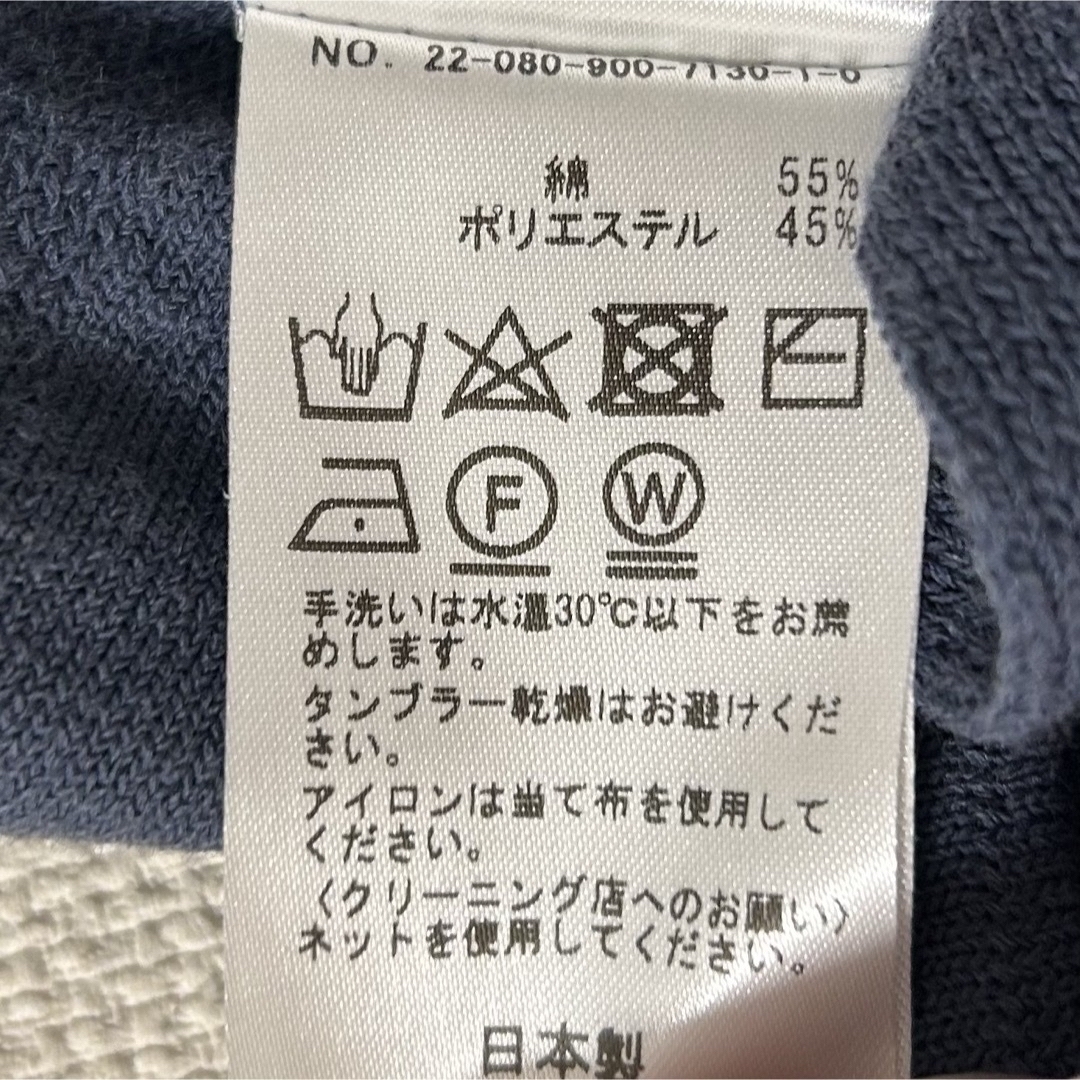 NO. 22-080-900-7136-1-6
綿 55%
ポリエステル 45%
F W
手洗いは水温30℃以下をお薦
めします。
タンブラー乾燥はお避けくだ
さい。
アイロンは当て布を使用して
ください。
〈クリーニング店へのお願い〉
ネットを使用してください。
日本製